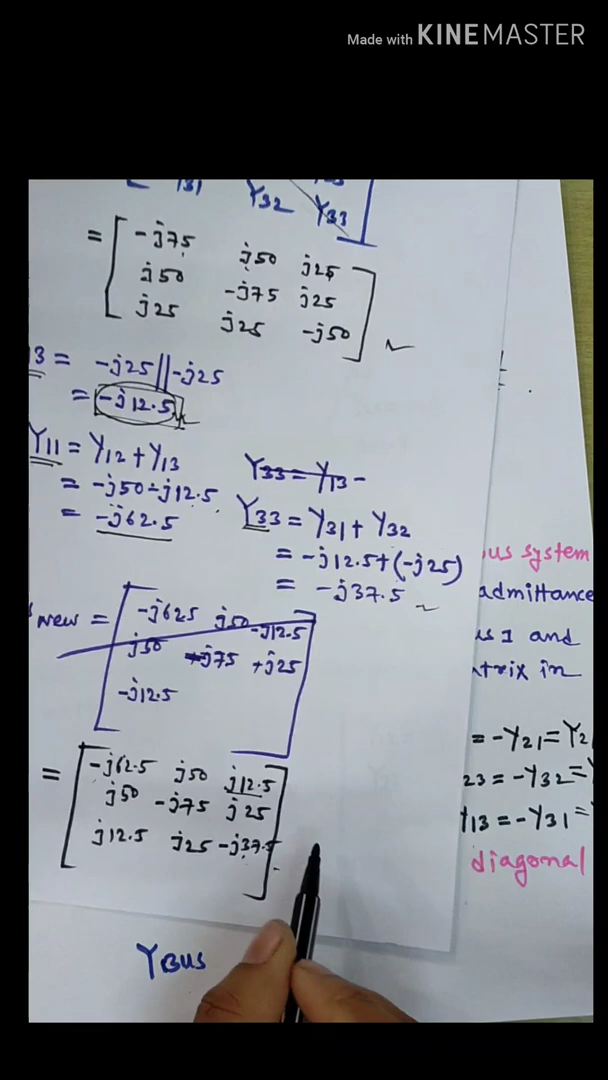 Made with KINEMASTER
Y31 Y32 Y33
= [ -j75 j50 j25
j50 -j75 j25
j25 j25 -j50 ]
3 = -j25 || -j25
= -j12.5
Y11 = Y12 + Y13
= -j50 - j12.5
= -j62.5
Y33 = Y13 -
Y33 = Y31 + Y32
= -j12.5 + (-j25)
= -j37.5
New = [ -j625 j50 -j12.5
j50 -j75 +j25
-j12.5 ]
= [ -j62.5 j50 j12.5
j50 -j75 j25
j12.5 j25 -j37.5 ]
YBUS
us system
admittance
us 1 and
trix in
= -Y21 = Y2
23 = -Y32 =
Y13 = -Y31 =
diagonal